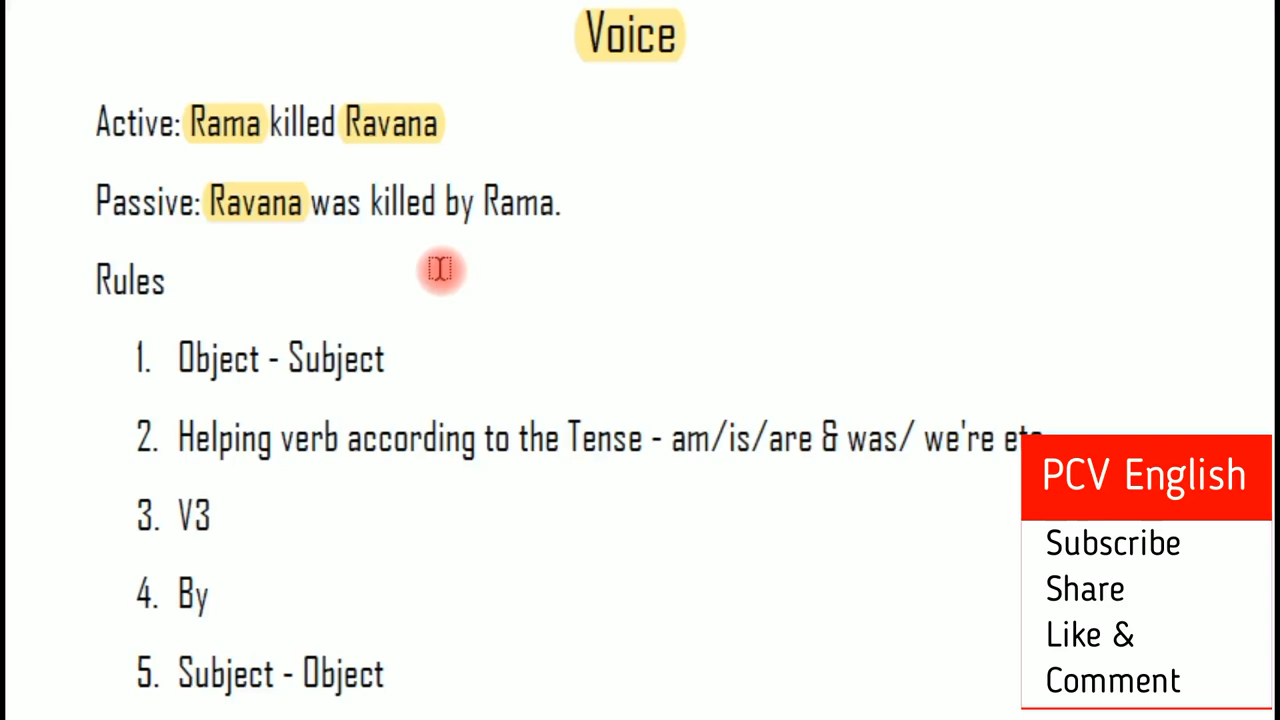 Voice
Active: Rama killed Ravana
Passive: Ravana was killed by Rama.
Rules
1. Object - Subject
2. Helping verb according to the Tense - am/is/are & was/ we're etc
3. V3
4. By
5. Subject - Object
PCV English
Subscribe
Share
Like &
Comment